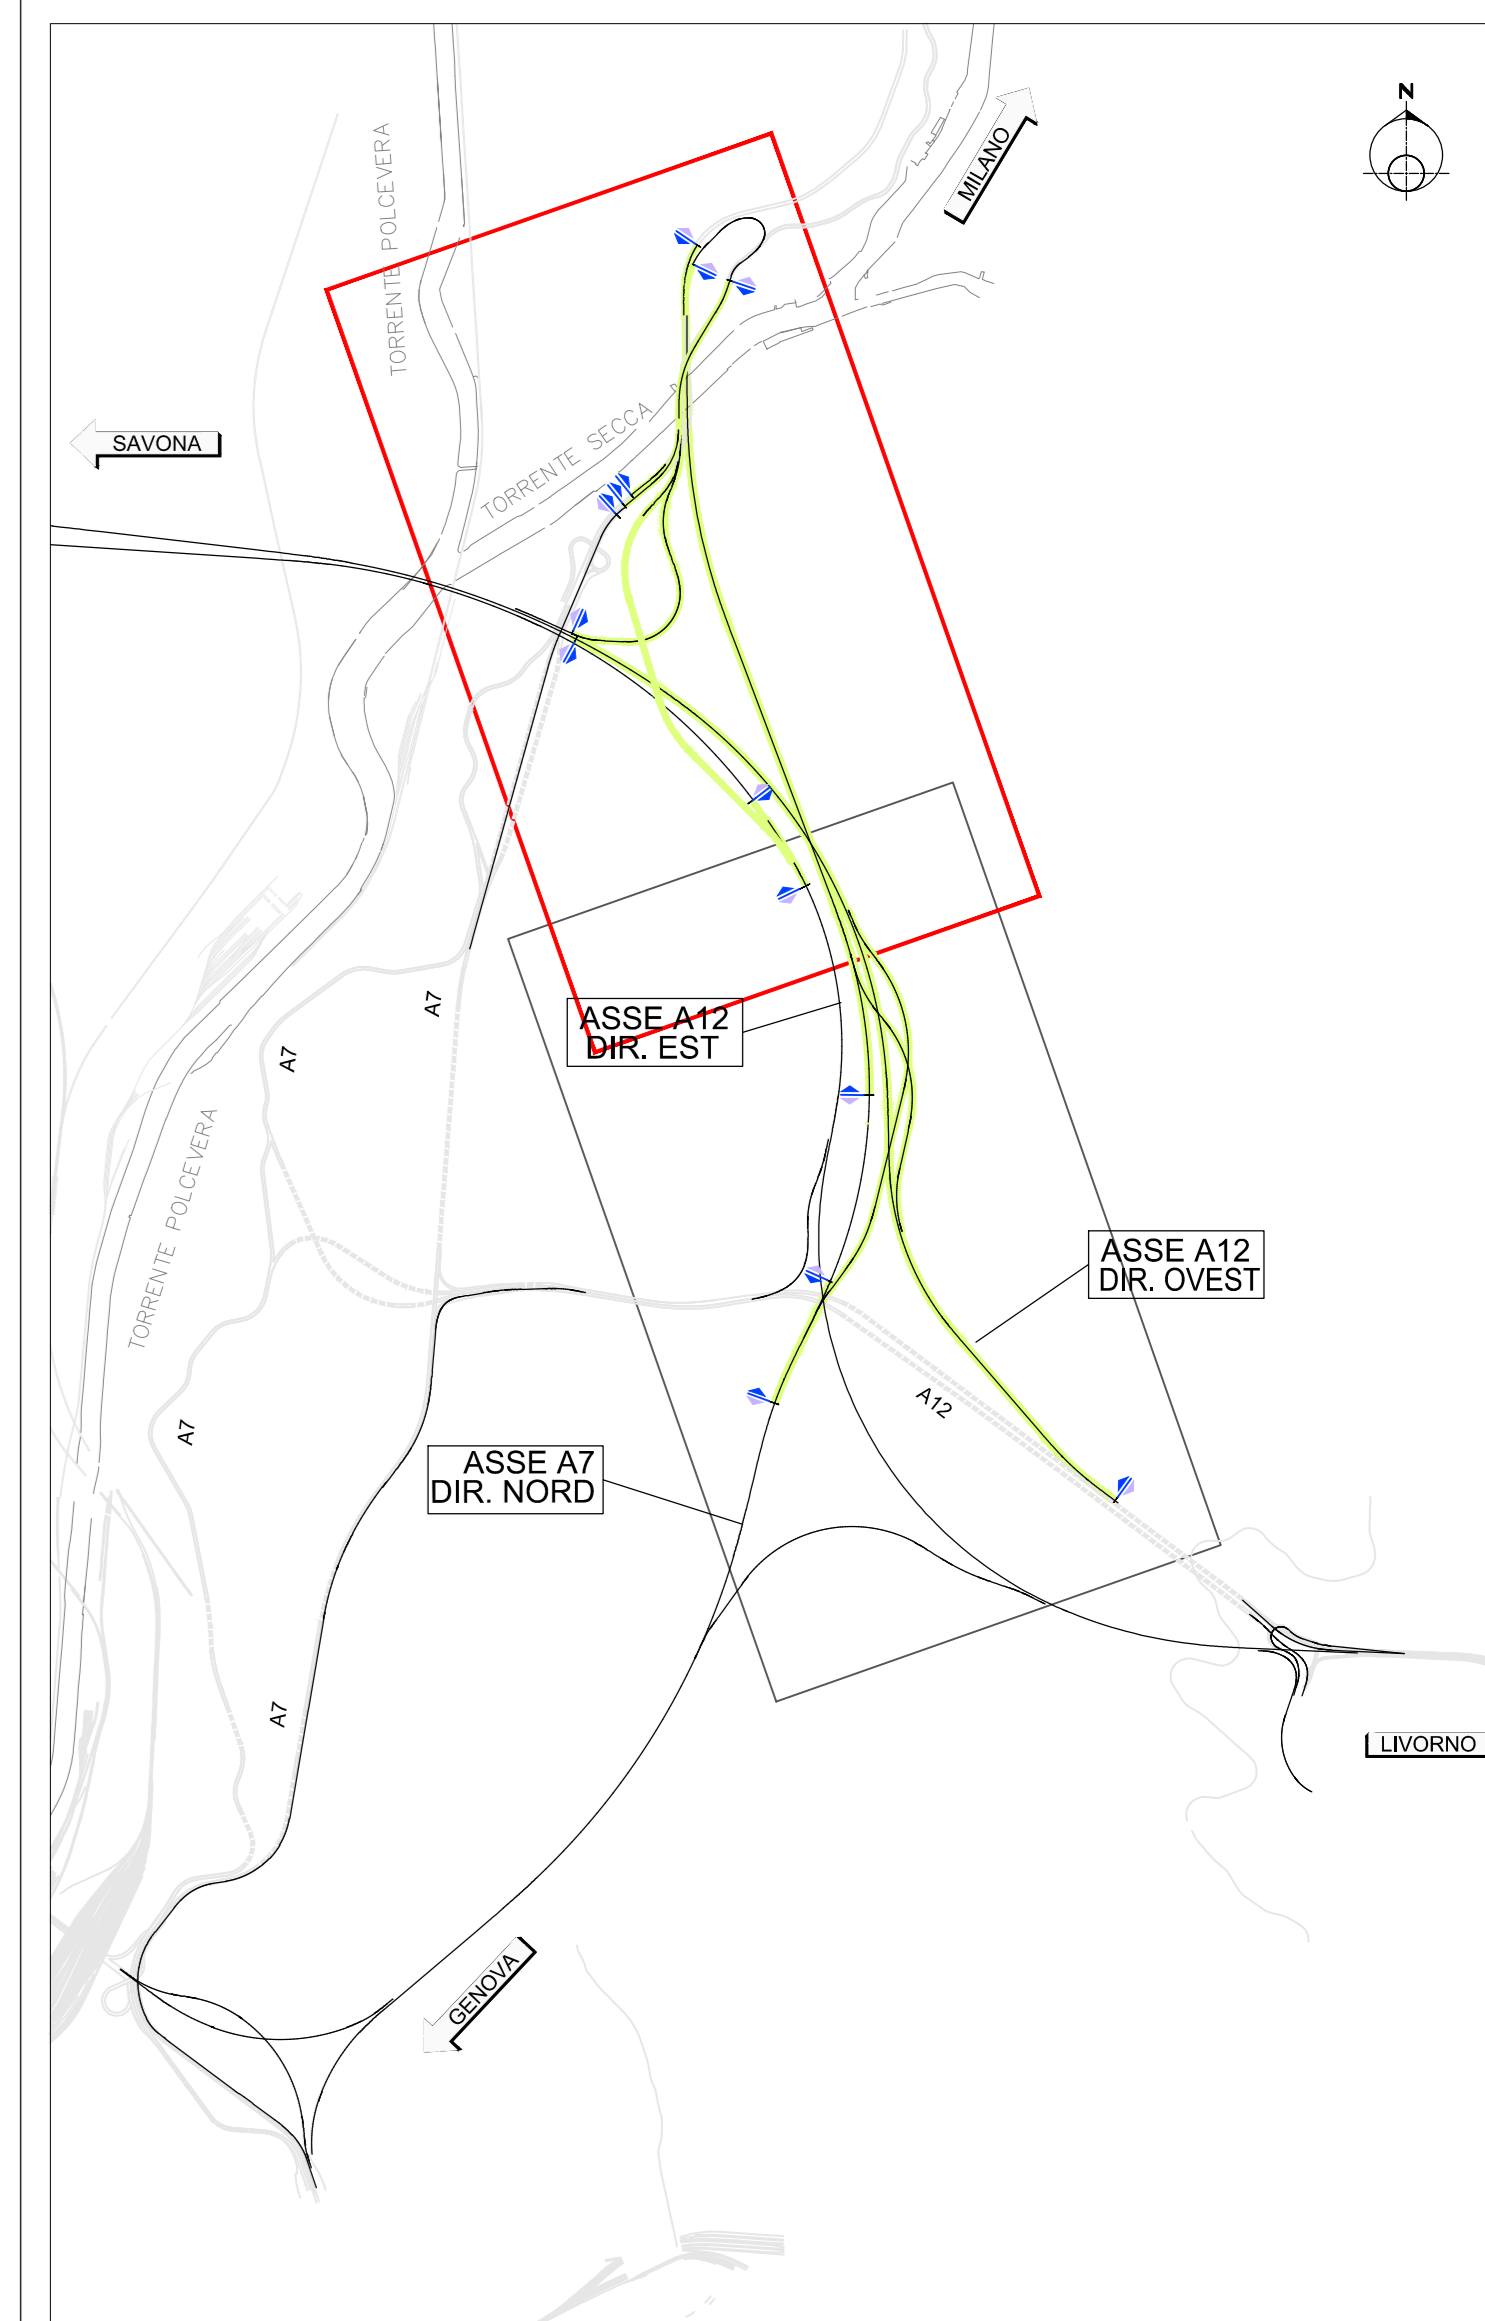 N
MILANO
TORRENTE POLCEVERA
SAVONA
TORRENTE SECCA
A7
A7
ASSE A12
DIR. EST
TORRENTE POLCEVERA
ASSE A12
DIR. OVEST
A12
A7
ASSE A7
DIR. NORD
A7
LIVORNO
GENOVA